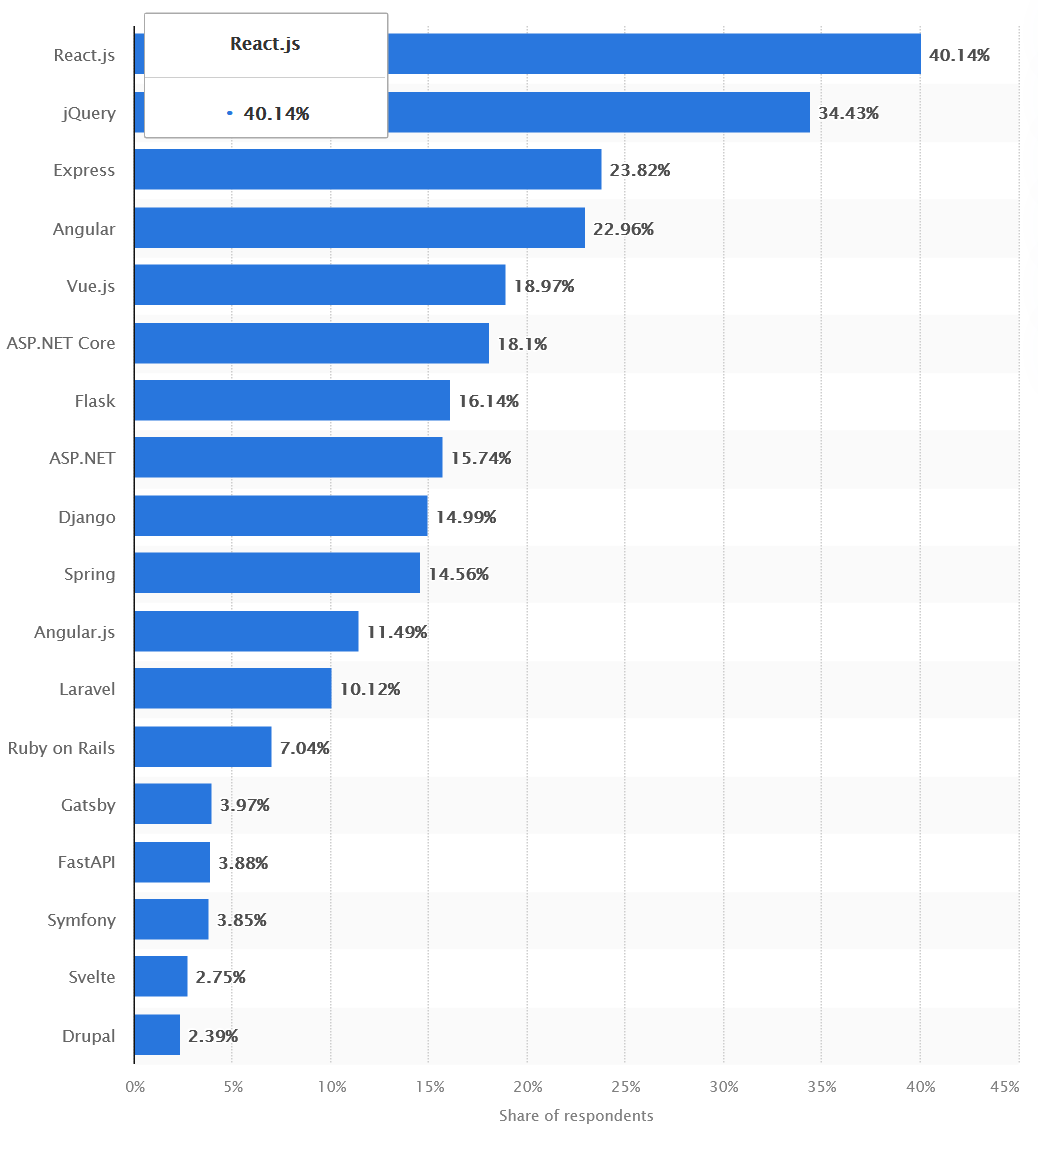 React.js
40.14%
React.js 40.14%
jQuery 34.43%
Express 23.82%
Angular 22.96%
Vue.js 18.97%
ASP.NET Core 18.1%
Flask 16.14%
ASP.NET 15.74%
Django 14.99%
Spring 14.56%
Angular.js 11.49%
Laravel 10.12%
Ruby on Rails 7.04%
Gatsby 3.97%
FastAPI 3.88%
Symfony 3.85%
Svelte 2.75%
Drupal 2.39%
0% 5% 10% 15% 20% 25% 30% 35% 40% 45%
Share of respondents